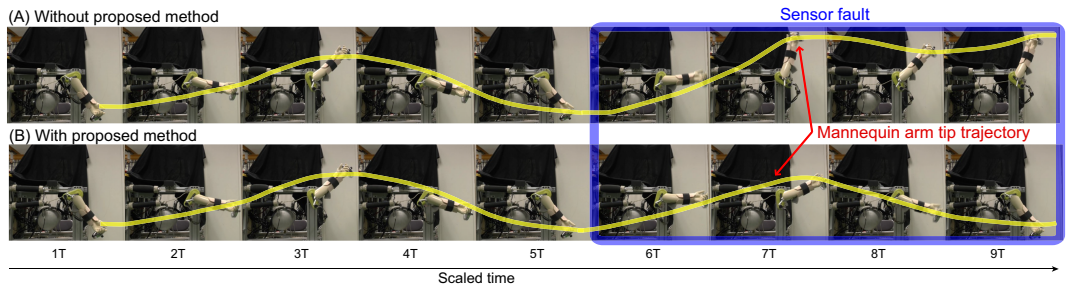 (A) Without proposed method
Sensor fault
Mannequin arm tip trajectory
(B) With proposed method
1T 2T 3T 4T 5T 6T 7T 8T 9T
Scaled time